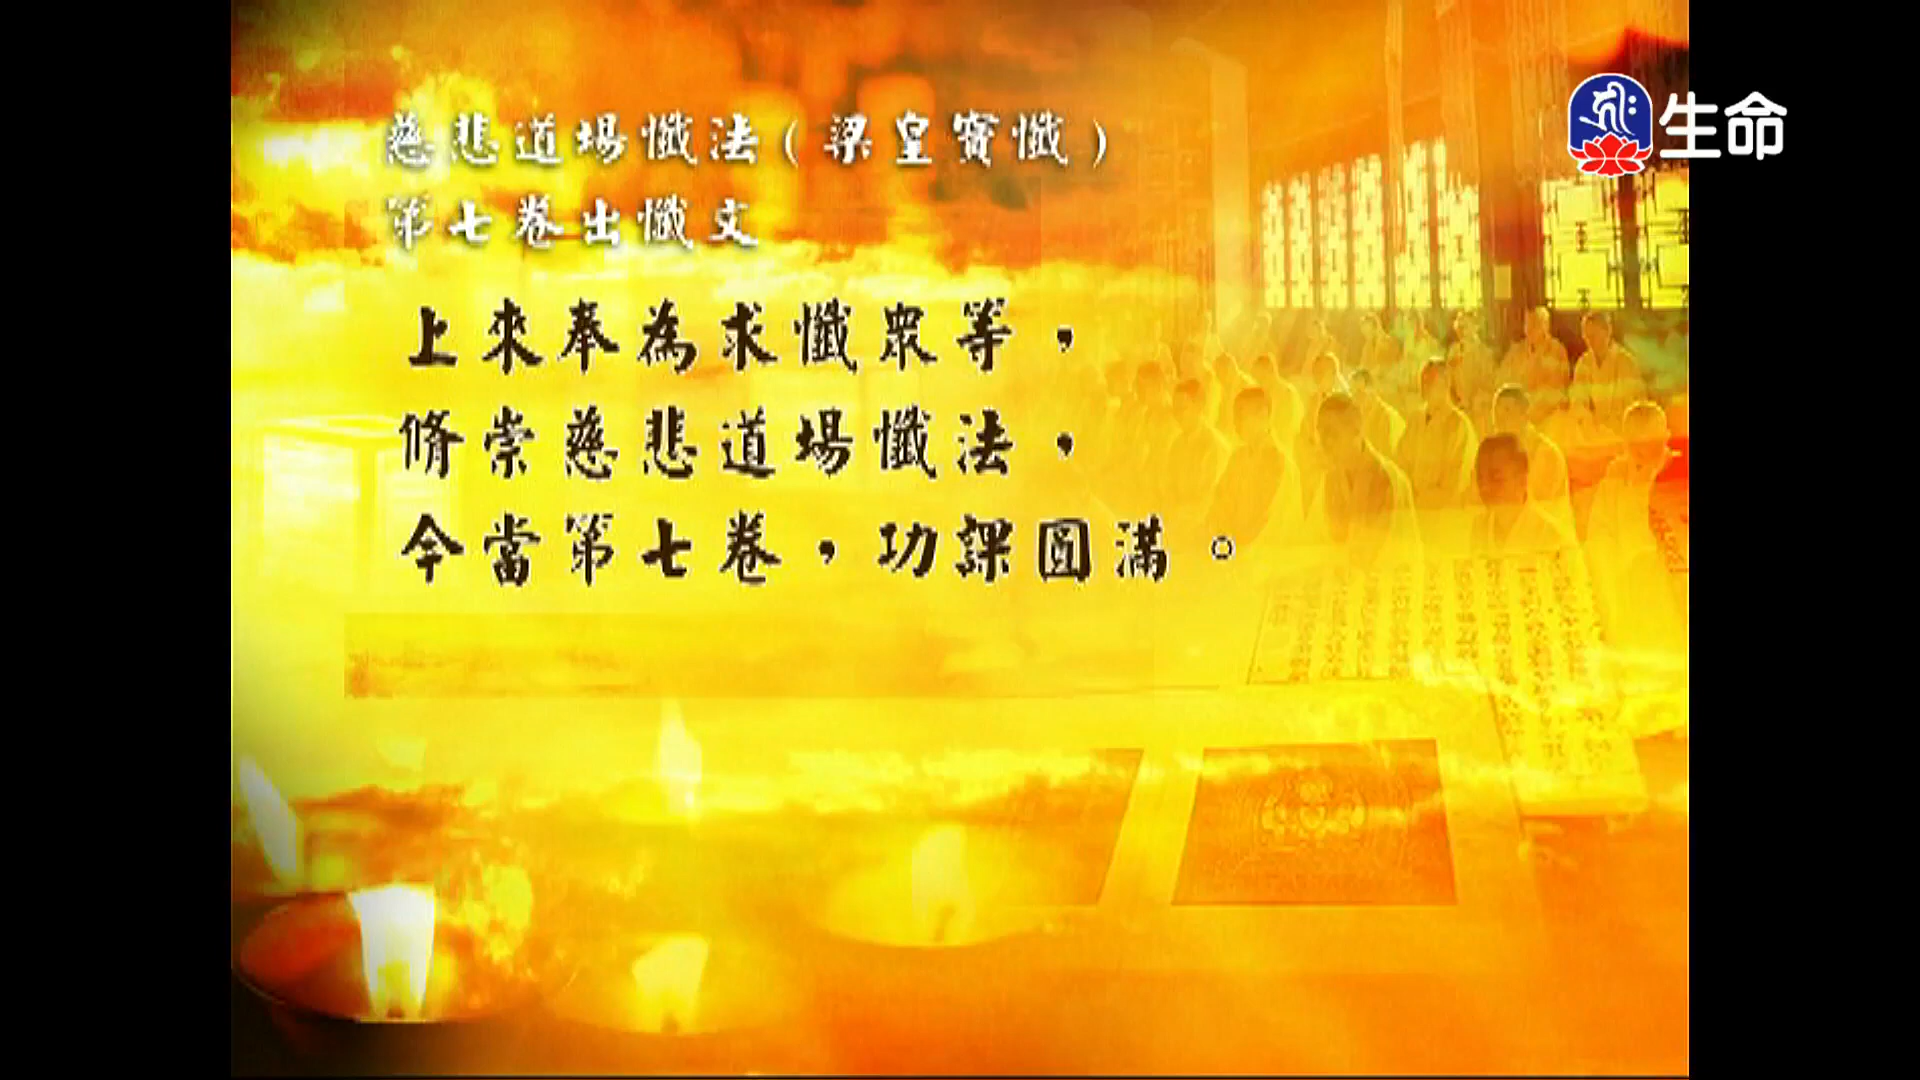 慈悲道場懺法(梁皇寶懺)
第七卷出懺文
上來奉為求懺眾等，
脩崇慈悲道場懺法，
今當第七卷，功課圓滿。
生命